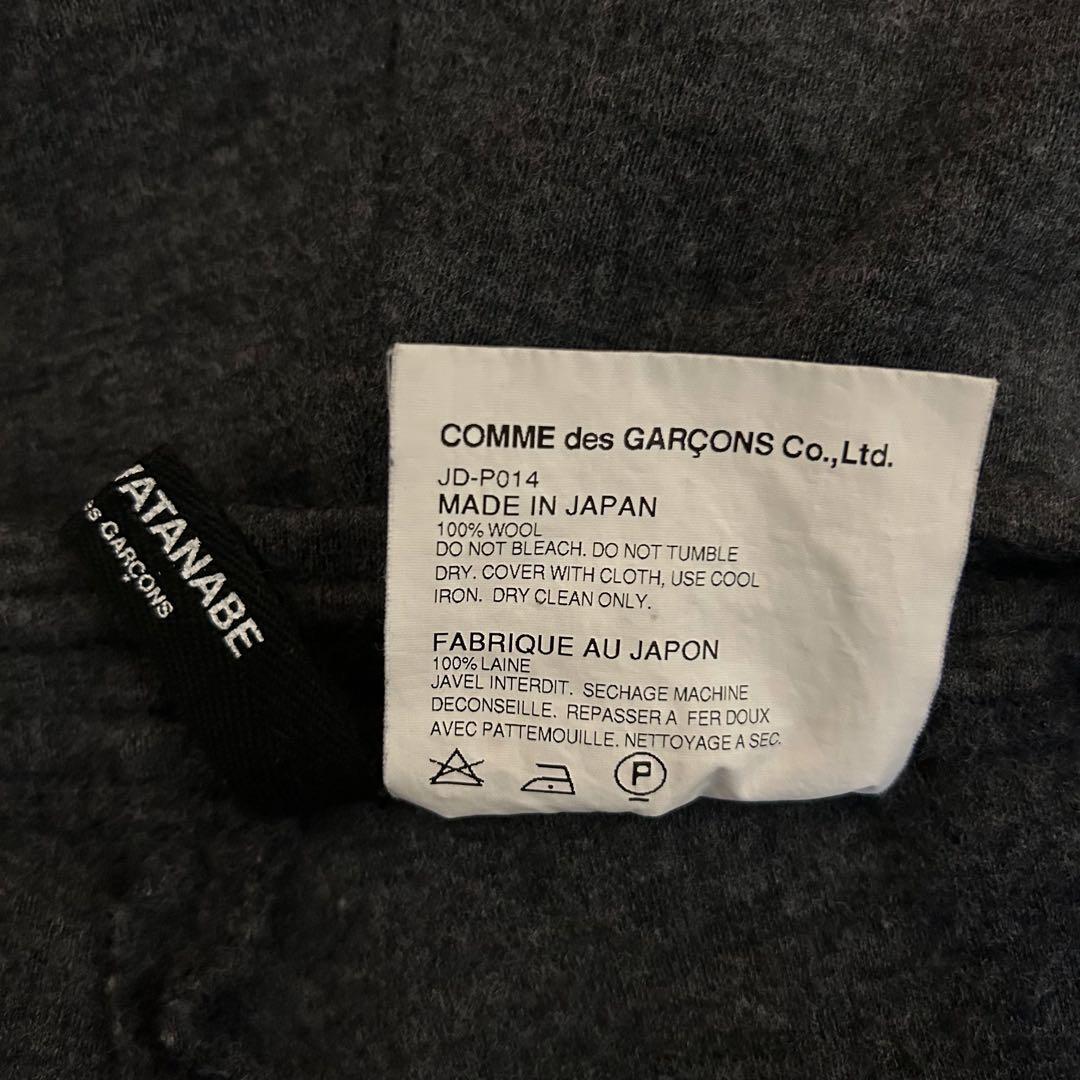 WATANABE
es GARÇONS
COMME des GARÇONS Co.,Ltd.
JD-P014
MADE IN JAPAN
100% WOOL
DO NOT BLEACH. DO NOT TUMBLE
DRY. COVER WITH CLOTH, USE COOL
IRON. DRY CLEAN ONLY.
FABRIQUE AU JAPON
100% LAINE
JAVEL INTERDIT. SECHAGE MACHINE
DECONSEILLE. REPASSER A FER DOUX
AVEC PATTEMOUILLE. NETTOYAGE A SEC.
P